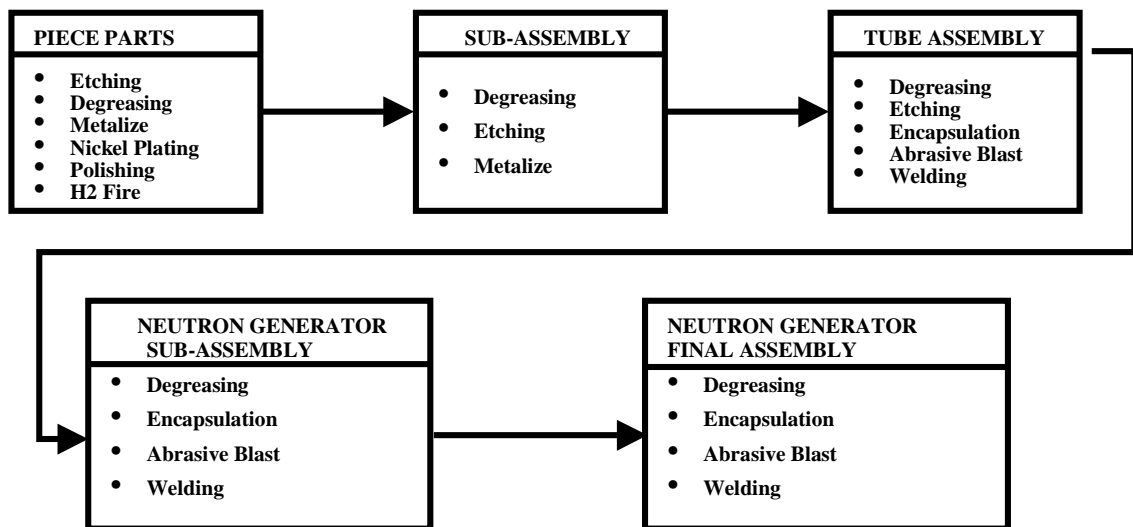 PIECE PARTS
• Etching
• Degreasing
• Metalize
• Nickel Plating
• Polishing
• H2 Fire
SUB-ASSEMBLY
• Degreasing
• Etching
• Metalize
TUBE ASSEMBLY
• Degreasing
• Etching
• Encapsulation
• Abrasive Blast
• Welding
NEUTRON GENERATOR
SUB-ASSEMBLY
• Degreasing
• Encapsulation
• Abrasive Blast
• Welding
NEUTRON GENERATOR
FINAL ASSEMBLY
• Degreasing
• Encapsulation
• Abrasive Blast
• Welding